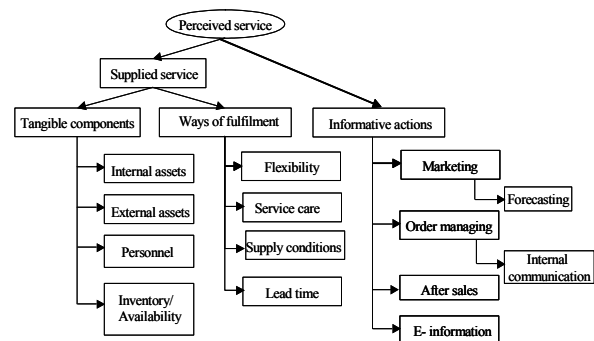 Perceived service
Supplied service
Tangible components
Ways of fulfilment
Informative actions
Internal assets
External assets
Personnel
Inventory/
Availability
Flexibility
Service care
Supply conditions
Lead time
Marketing
Forecasting
Order managing
Internal
communication
After sales
E- information